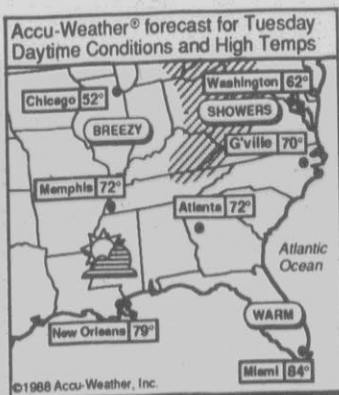 Accu-Weather® forecast for Tuesday
Daytime Conditions and High Temps
Washington 62°
Chicago 52°
SHOWERS
BREEZY
G'ville 70°
Memphis 72°
Atlanta 72°
Atlantic
Ocean
WARM
New Orleans 79°
Miami 84°
©1988 Accu-Weather, Inc.